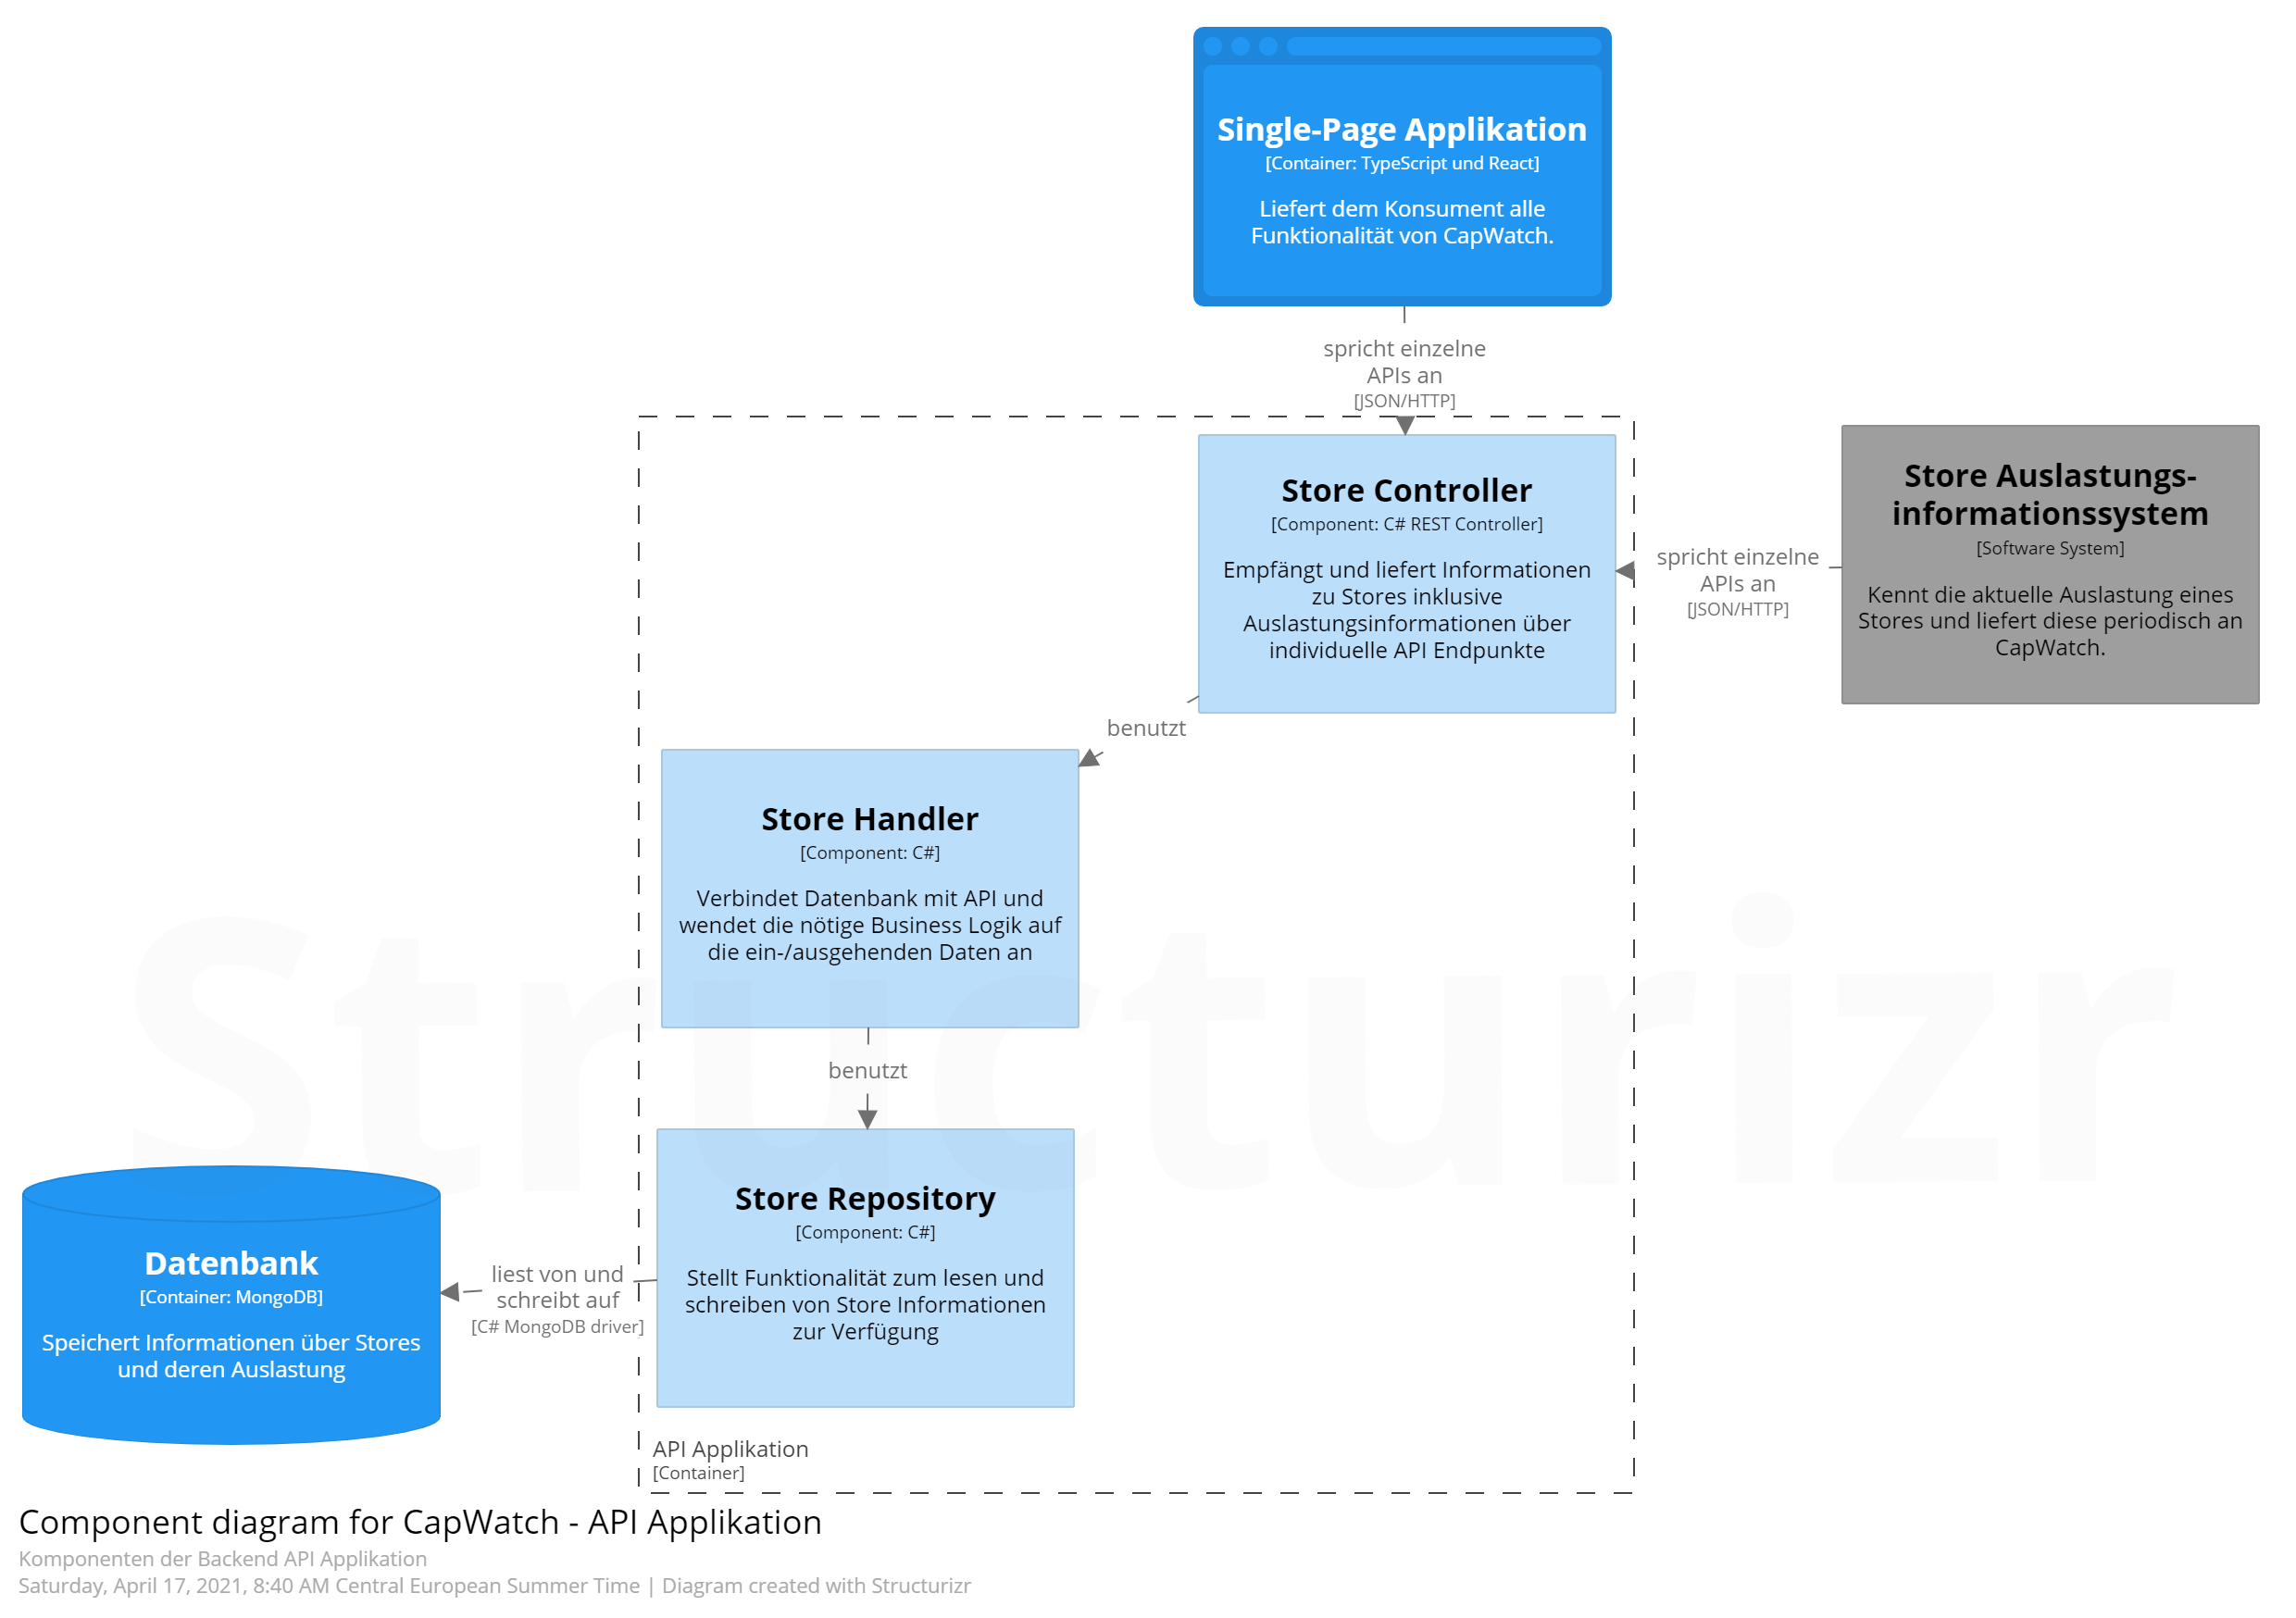 Single-Page Applikation
[Container: TypeScript und React]
Liefert dem Konsument alle
Funktionalität von CapWatch.
spricht einzelne
APIs an
[JSON/HTTP]
Store Controller
[Component: C# REST Controller]
Empfängt und liefert Informationen
zu Stores inklusive
Auslastungsinformationen über
individuelle API Endpunkte
spricht einzelne
APIs an
[JSON/HTTP]
Store Auslastungs-
informationssystem
[Software System]
Kennt die aktuelle Auslastung eines
Stores und liefert diese periodisch an
CapWatch.
benutzt
Store Handler
[Component: C#]
Verbindet Datenbank mit API und
wendet die nötige Business Logik auf
die ein-/ausgehenden Daten an
benutzt
Structurizr
Store Repository
[Component: C#]
Stellt Funktionalität zum lesen und
schreiben von Store Informationen
zur Verfügung
liest von und
schreibt auf
[C# MongoDB driver]
Datenbank
[Container: MongoDB]
Speichert Informationen über Stores
und deren Auslastung
API Applikation
[Container]
Component diagram for CapWatch - API Applikation
Komponenten der Backend API Applikation
Saturday, April 17, 2021, 8:40 AM Central European Summer Time | Diagram created with Structurizr